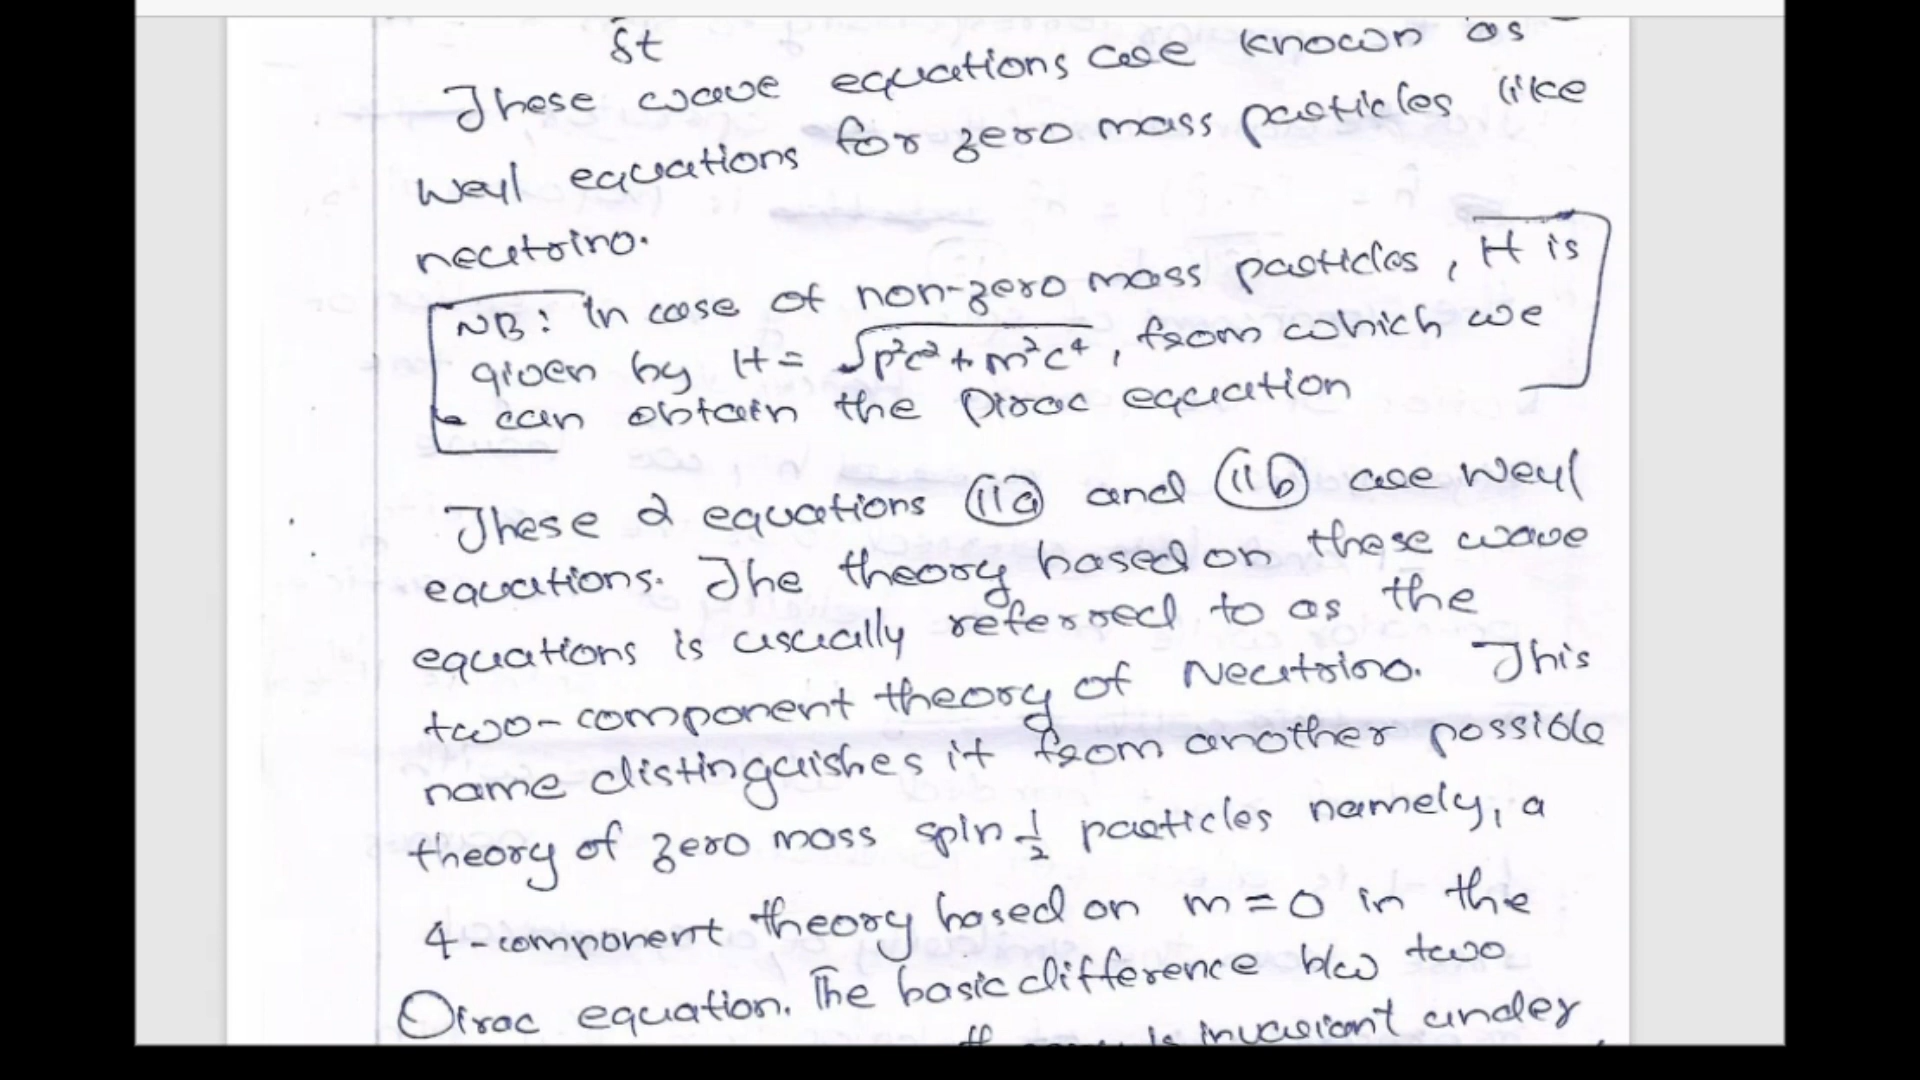 δt
These wave equations are known as
Weyl equations for zero mass particles like
neutrino.
NB: In case of non-zero mass particles, H is
given by H = √p²c² + m²c⁴, from which we
can obtain the Dirac equation
These 2 equations (11a) and (11b) are Weyl
equations. The theory based on these wave
equations is usually referred to as the
two-component theory of Neutrino. This
name distinguishes it from another possible
theory of zero mass spin 1/2 particles namely, a
4-component theory based on m=0 in the
Dirac equation. The basic difference b/w two
is invariant under